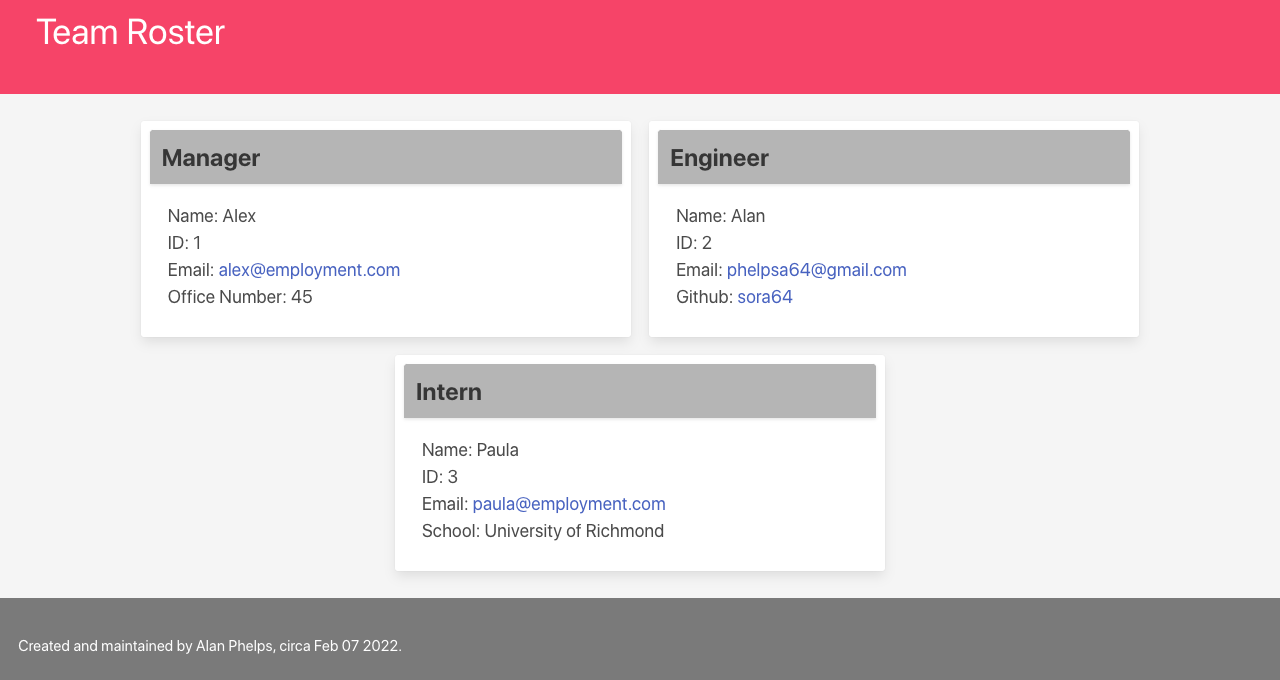 Team Roster
Manager
Name: Alex
ID: 1
Email: alex@employment.com
Office Number: 45
Engineer
Name: Alan
ID: 2
Email: phelpsa64@gmail.com
Github: sora64
Intern
Name: Paula
ID: 3
Email: paula@employment.com
School: University of Richmond
Created and maintained by Alan Phelps, circa Feb 07 2022.